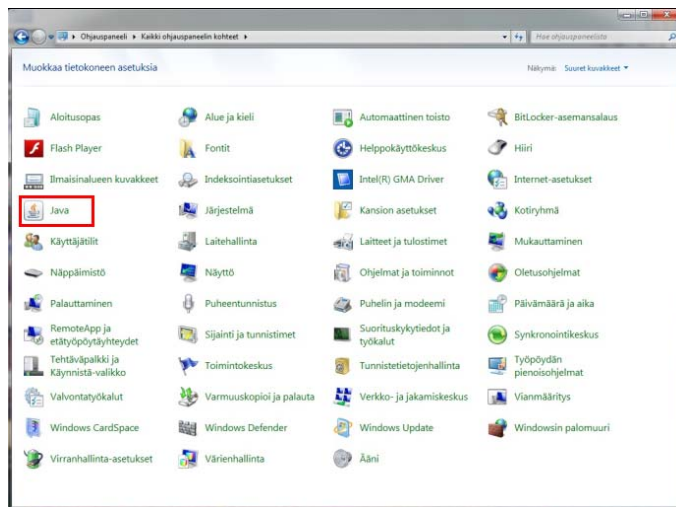 Ohjauspaneeli ▸ Kaikki ohjauspaneelin kohteet ▸
Hae ohjauspaneelista
Muokkaa tietokoneen asetuksia
Näkymä: Suuret kuvakkeet
Aloitusopas
Alue ja kieli
Automaattinen toisto
BitLocker-asemansalaus
Flash Player
Fontit
Helppokäyttökeskus
Hiiri
Ilmaisinalueen kuvakkeet
Indeksointiasetukset
Intel(R) GMA Driver
Internet-asetukset
Java
Järjestelmä
Kansion asetukset
Kotiryhmä
Käyttäjätilit
Laitehallinta
Laitteet ja tulostimet
Mukauttaminen
Näppäimistö
Näyttö
Ohjelmat ja toiminnot
Oletusohjelmat
Palauttaminen
Puheentunnistus
Puhelin ja modeemi
Päivämäärä ja aika
RemoteApp ja
etätyöpöytäyhteydet
Sijainti ja tunnistimet
Suorituskykytiedot ja
työkalut
Synkronointikeskus
Tehtäväpalkki ja
Käynnistä-valikko
Toimintokeskus
Tunnistetietojenhallinta
Työpöydän
pienoisohjelmat
Valvontatyökalut
Varmuuskopioi ja palauta
Verkko- ja jakamiskeskus
Vianmääritys
Windows CardSpace
Windows Defender
Windows Update
Windowsin palomuuri
Virranhallinta-asetukset
Värienhallinta
Ääni